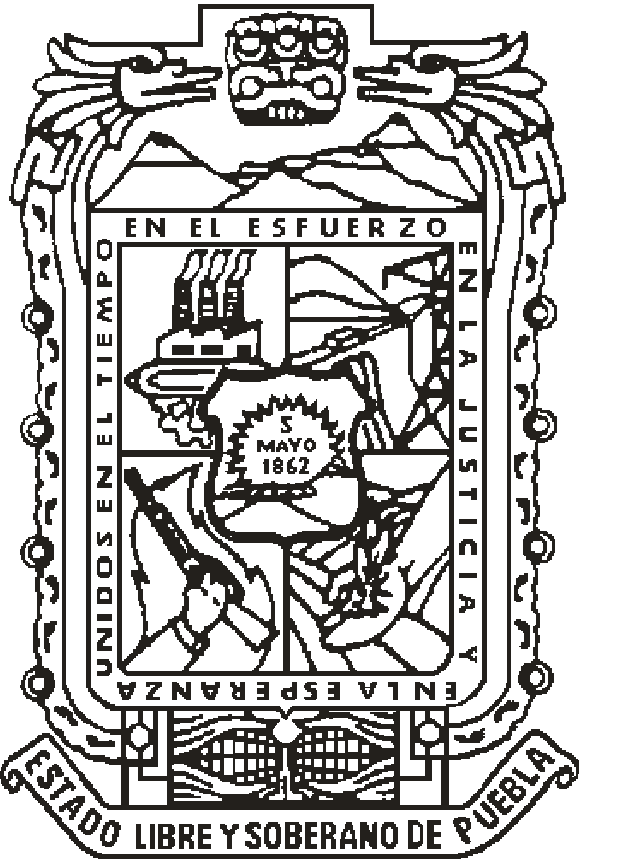 EN EL ESFUERZO
EN LA JUSTICIA Y
EN LA ESPERANZA
UNIDOS EN EL TIEMPO
5
MAYO
1862
ESTADO LIBRE Y SOBERANO DE PUEBLA